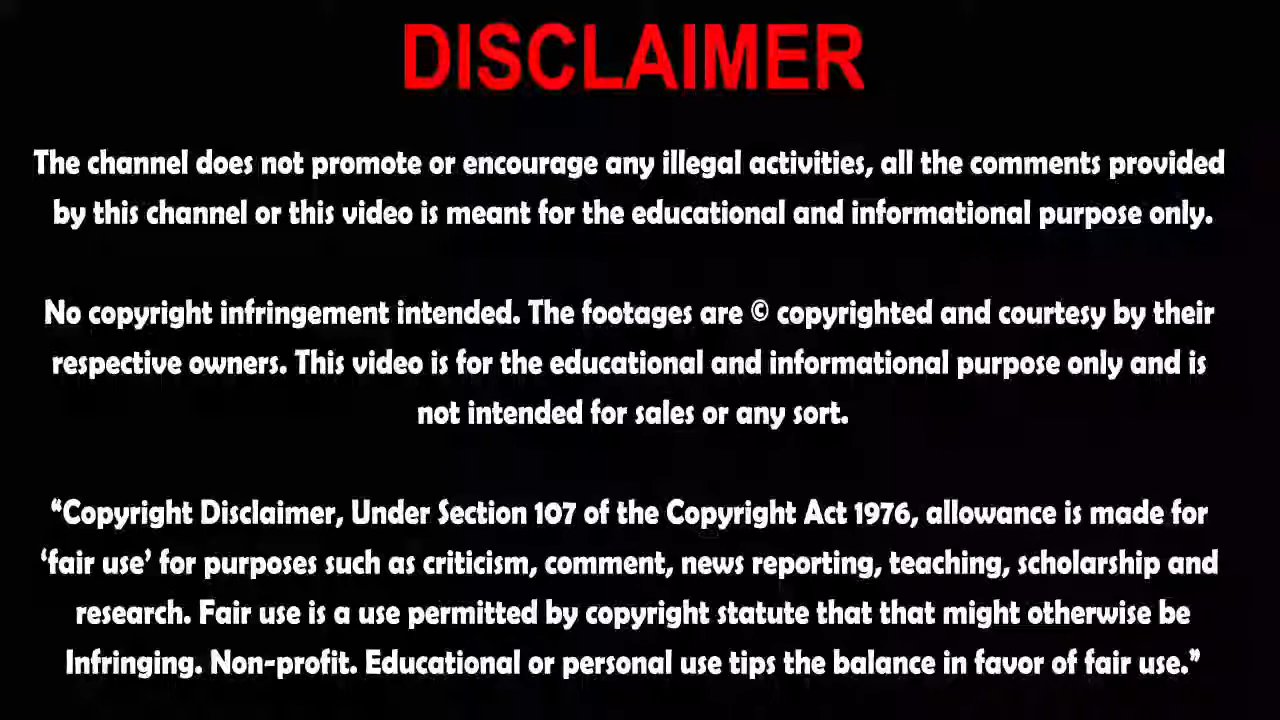 DISCLAIMER
The channel does not promote or encourage any illegal activities, all the comments provided
by this channel or this video is meant for the educational and informational purpose only.
No copyright infringement intended. The footages are © copyrighted and courtesy by their
respective owners. This video is for the educational and informational purpose only and is
not intended for sales or any sort.
“Copyright Disclaimer, Under Section 107 of the Copyright Act 1976, allowance is made for
‘fair use’ for purposes such as criticism, comment, news reporting, teaching, scholarship and
research. Fair use is a use permitted by copyright statute that that might otherwise be
Infringing. Non-profit. Educational or personal use tips the balance in favor of fair use.”